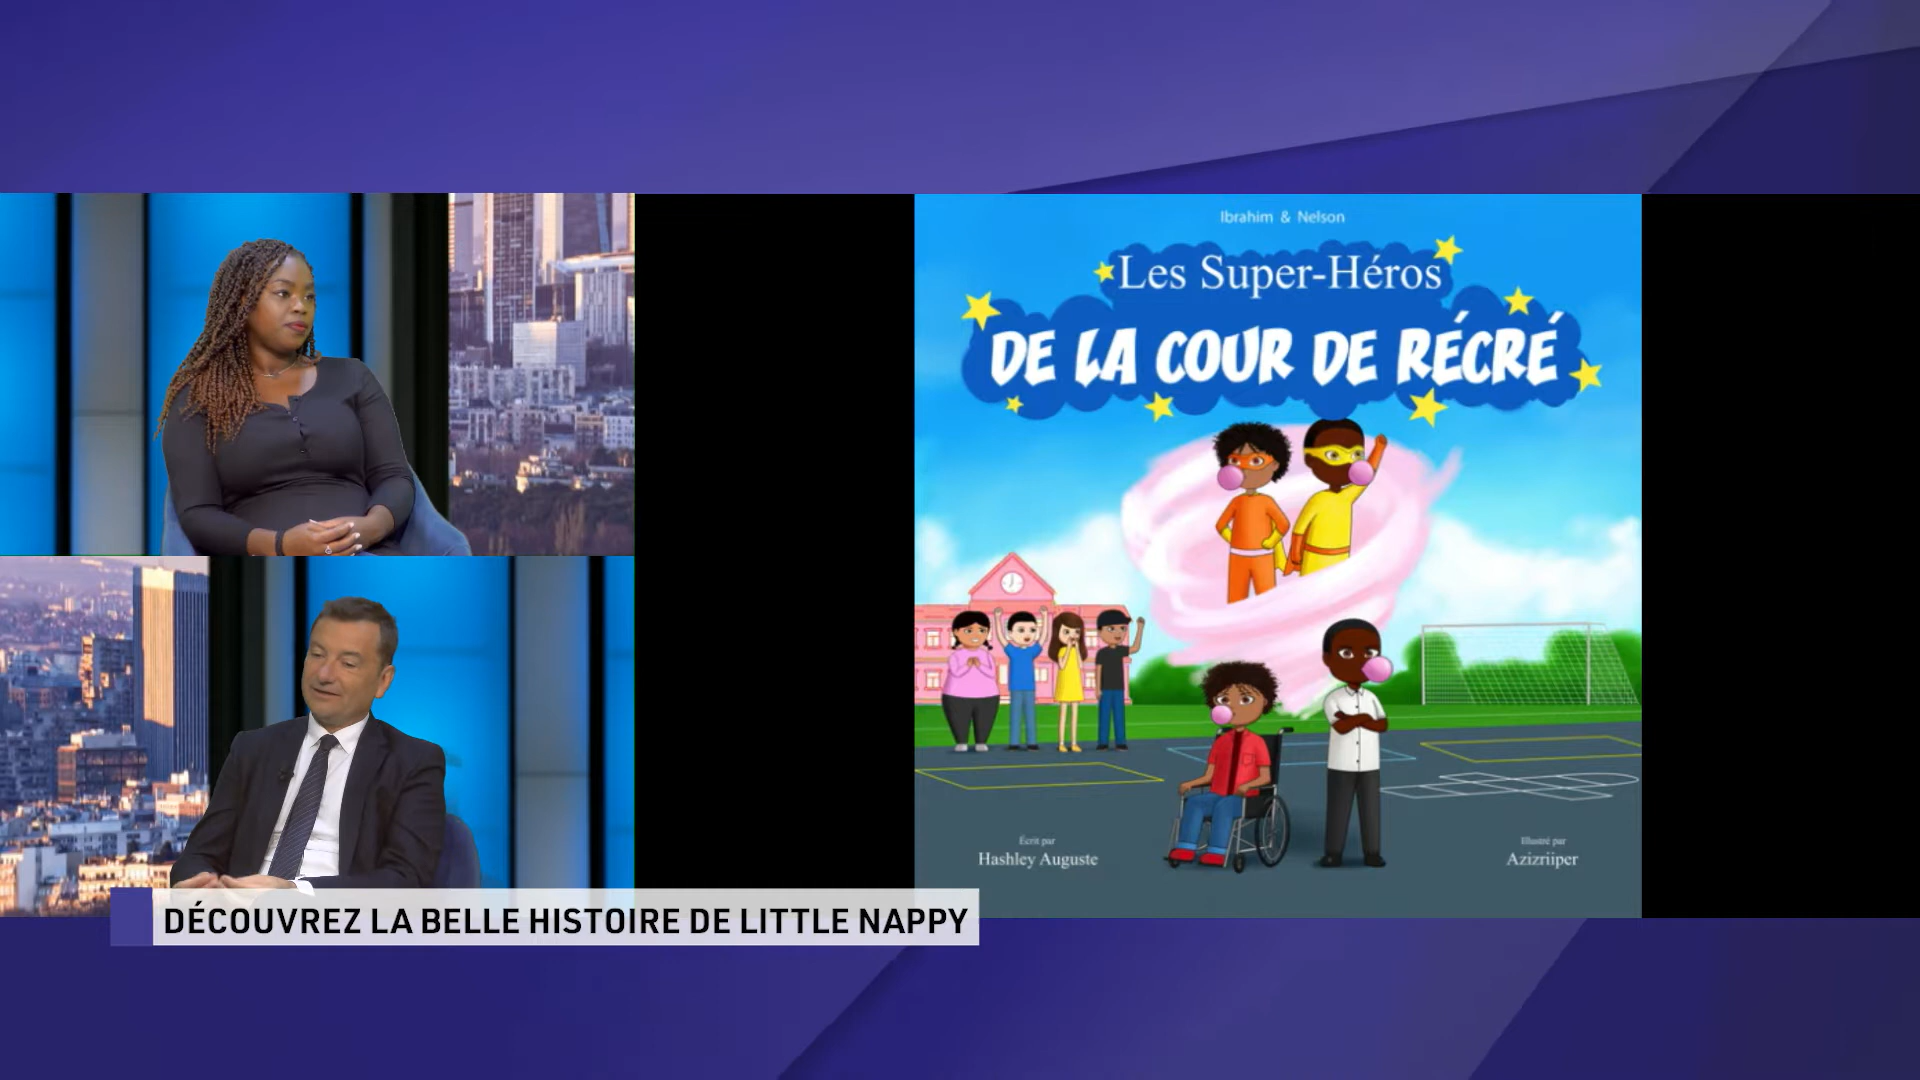 Ibrahim & Nelson
Les Super-Héros
DE LA COUR DE RÉCRÉ
Écrit par
Hashley Auguste
Illustré par
Azizriiper
DÉCOUVREZ LA BELLE HISTOIRE DE LITTLE NAPPY